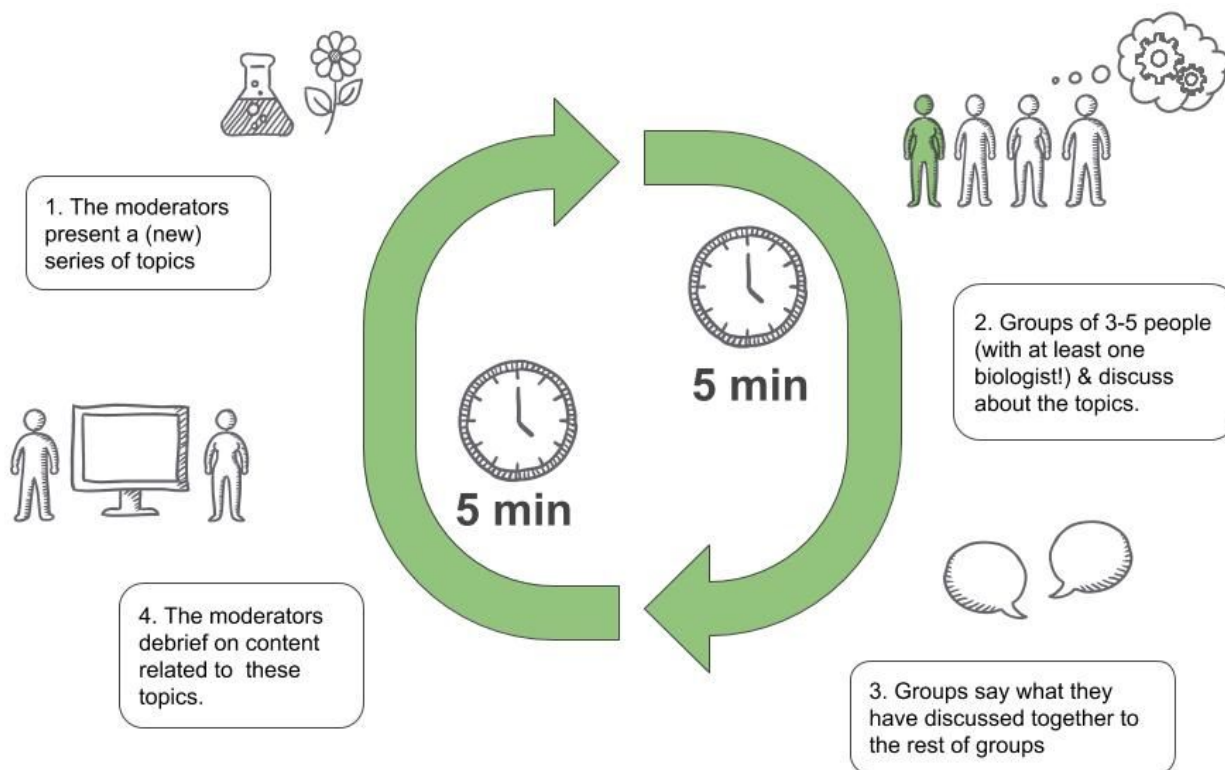 1. The moderators
present a (new)
series of topics
5 min
2. Groups of 3-5 people
(with at least one
biologist!) & discuss
about the topics.
5 min
3. Groups say what they
have discussed together to
the rest of groups
4. The moderators
debrief on content
related to  these
topics.